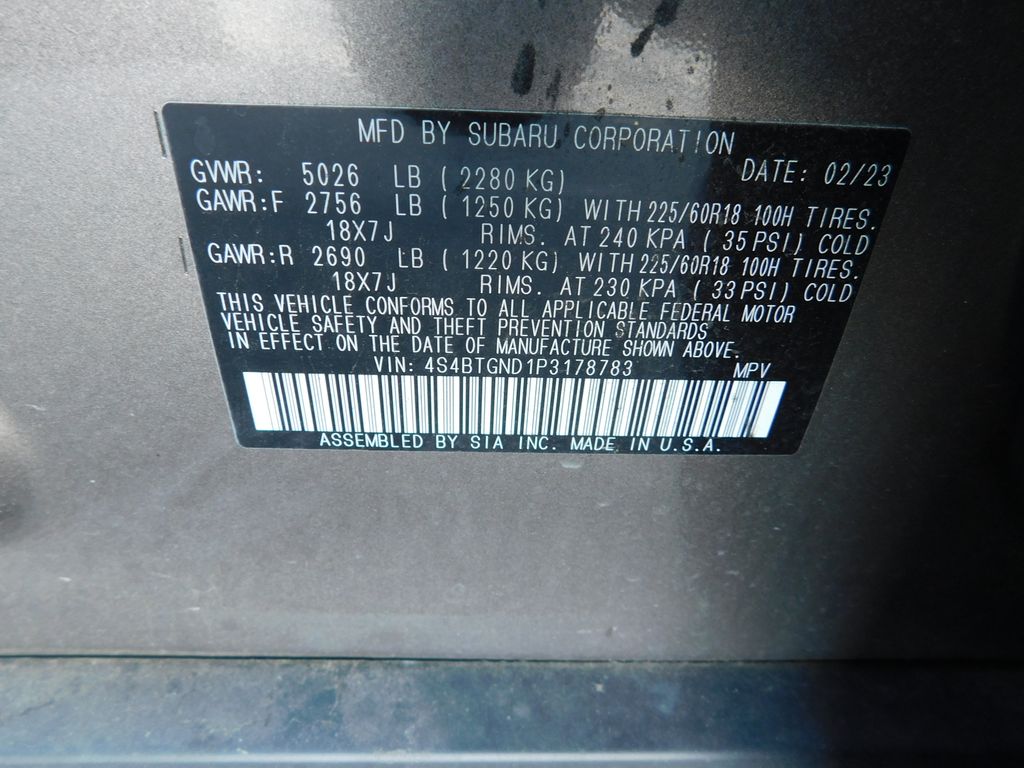 MFD BY SUBARU CORPORATION
GVWR: 5026 LB ( 2280 KG) DATE: 02/23
GAWR:F 2756 LB ( 1250 KG) WITH 225/60R18 100H TIRES.
18X7J RIMS. AT 240 KPA ( 35 PSI) COLD
GAWR:R 2690 LB ( 1220 KG) WITH 225/60R18 100H TIRES.
18X7J RIMS. AT 230 KPA ( 33 PSI) COLD
THIS VEHICLE CONFORMS TO ALL APPLICABLE FEDERAL MOTOR
VEHICLE SAFETY AND THEFT PREVENTION STANDARDS
IN EFFECT ON THE DATE OF MANUFACTURE SHOWN ABOVE.
VIN: 4S4BTGND1P3178783 MPV
ASSEMBLED BY SIA INC. MADE IN U.S.A.